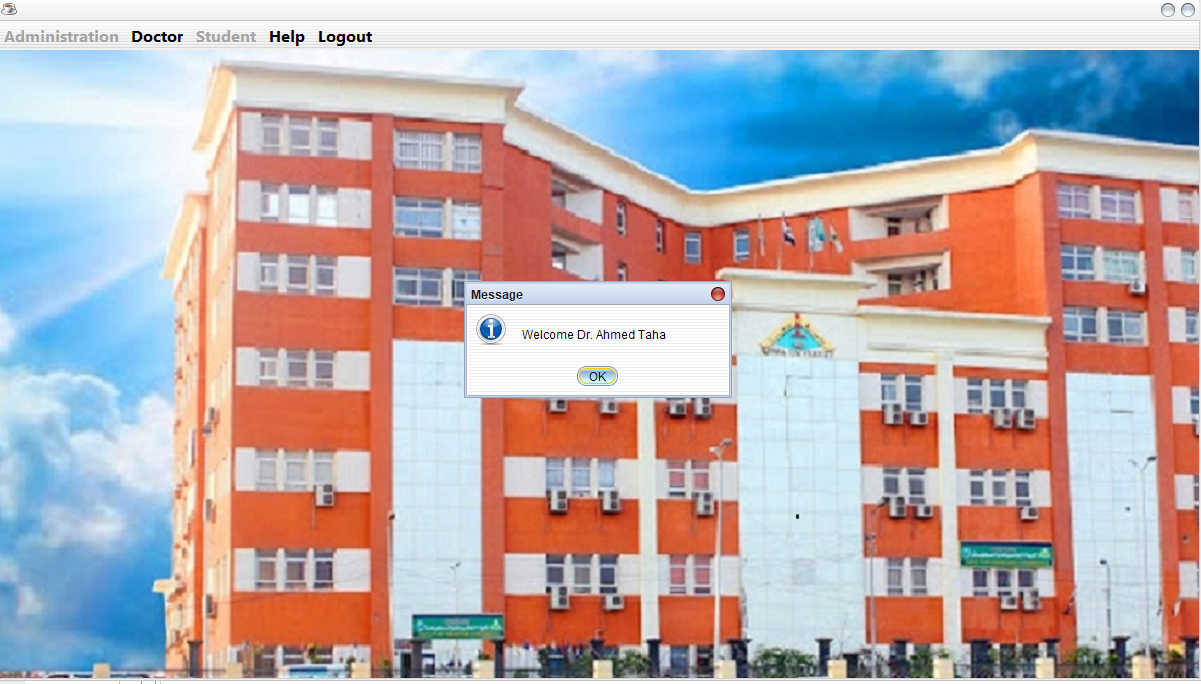 Administration Doctor Student Help Logout
Message
Welcome Dr. Ahmed Taha
OK